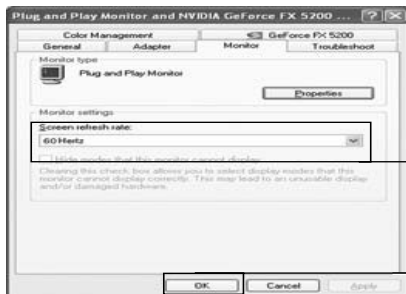 Plug and Play Monitor and NVIDIA GeForce FX 5200 ...
Color Management
GeForce FX 5200
General
Adapter
Monitor
Troubleshoot
Monitor type
Plug and Play Monitor
Properties
Monitor settings
Screen refresh rate:
60 Hertz
Hide modes that this monitor cannot display
Clearing this check box allows you to select display modes that this
monitor cannot display correctly. This may lead to an unusable display
and/or damaged hardware.
OK
Cancel
Apply